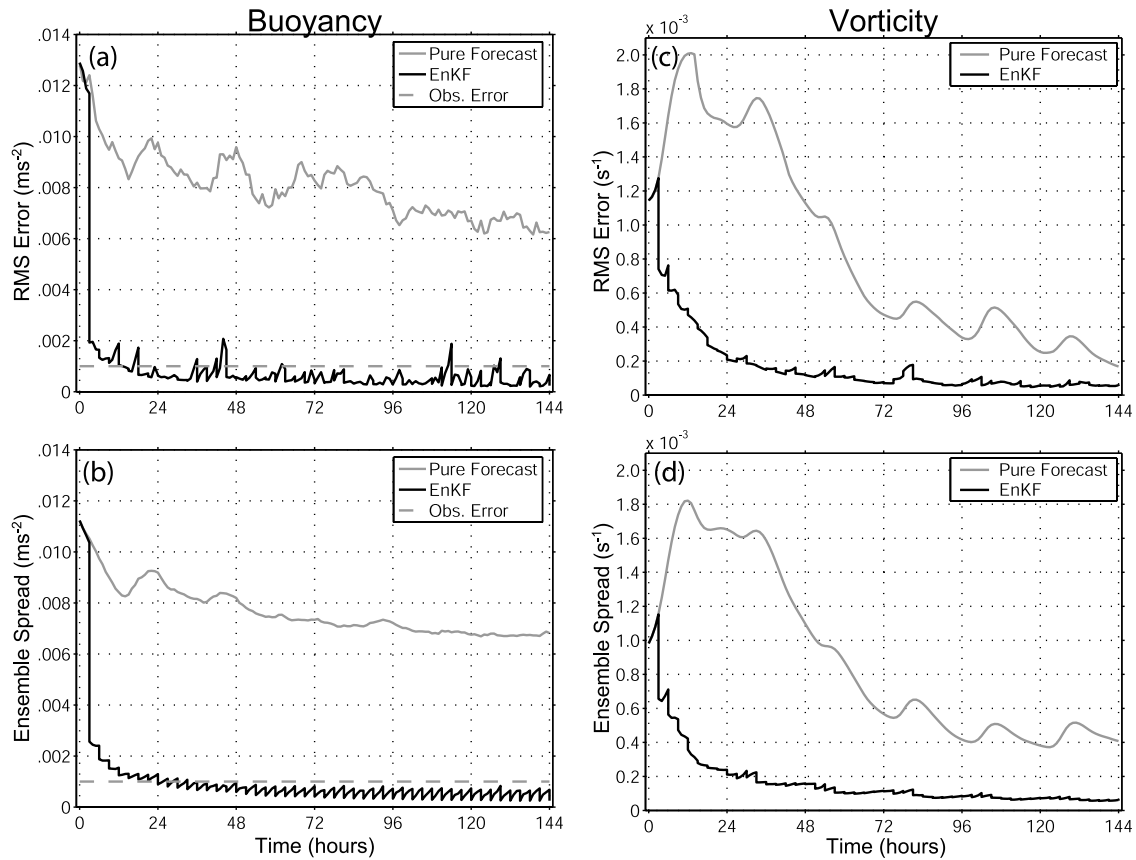 Buoyancy
Vorticity
(a)
Pure Forecast
EnKF
Obs. Error
RMS Error (ms-2)
.014
.012
.010
.008
.006
.004
.002
0
0 24 48 72 96 120 144
(c)
x 10-3
Pure Forecast
EnKF
RMS Error (s-1)
2.0
1.8
1.6
1.4
1.2
1.0
0.8
0.6
0.4
0.2
0
0 24 48 72 96 120 144
(b)
Pure Forecast
EnKF
Obs. Error
Ensemble Spread (ms-2)
.014
.012
.010
.008
.006
.004
.002
0
0 24 48 72 96 120 144
Time (hours)
(d)
x 10-3
Pure Forecast
EnKF
Ensemble Spread (s-1)
2.0
1.8
1.6
1.4
1.2
1.0
0.8
0.6
0.4
0.2
0
0 24 48 72 96 120 144
Time (hours)